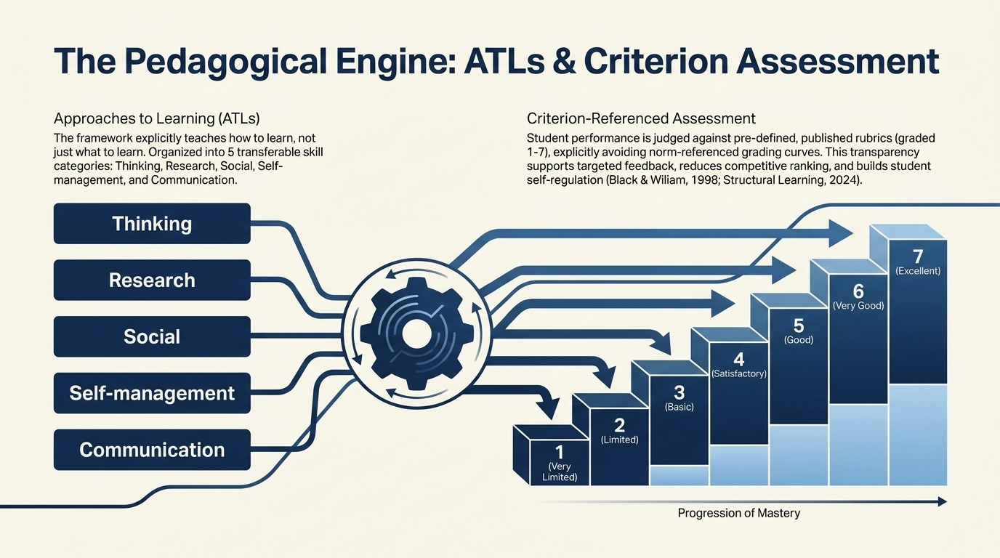 The Pedagogical Engine: ATLs & Criterion Assessment
Approaches to Learning (ATLs)
The framework explicitly teaches how to learn, not
just what to learn. Organized into 5 transferable skill
categories: Thinking, Research, Social, Self-
management, and Communication.
Criterion-Referenced Assessment
Student performance is judged against pre-defined, published rubrics (graded
1-7), explicitly avoiding norm-referenced grading curves. This transparency
supports targeted feedback, reduces competitive ranking, and builds student
self-regulation (Black & Wiliam, 1998; Structural Learning, 2024).
Thinking
Research
Social
Self-management
Communication
1
(Very
Limited)
2
(Limited)
3
(Basic)
4
(Satisfactory)
5
(Good)
6
(Very Good)
7
(Excellent)
Progression of Mastery